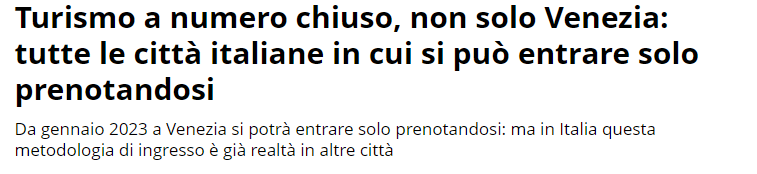 Turismo a numero chiuso, non solo Venezia:
tutte le città italiane in cui si può entrare solo
prenotandosi
Da gennaio 2023 a Venezia si potrà entrare solo prenotandosi: ma in Italia questa
metodologia di ingresso è già realtà in altre città